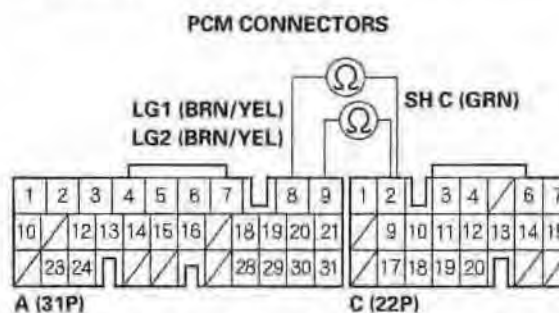 PCM CONNECTORS
Ω
LG1 (BRN/YEL) SH C (GRN)
LG2 (BRN/YEL) Ω
1 2 3 4 5 6 7 8 9 1 2 3 4 6 7
10 12 13 14 15 16 18 19 20 21 9 10 11 12 13 14 15
23 24 28 29 30 31 17 18 19 20
A (31P) C (22P)